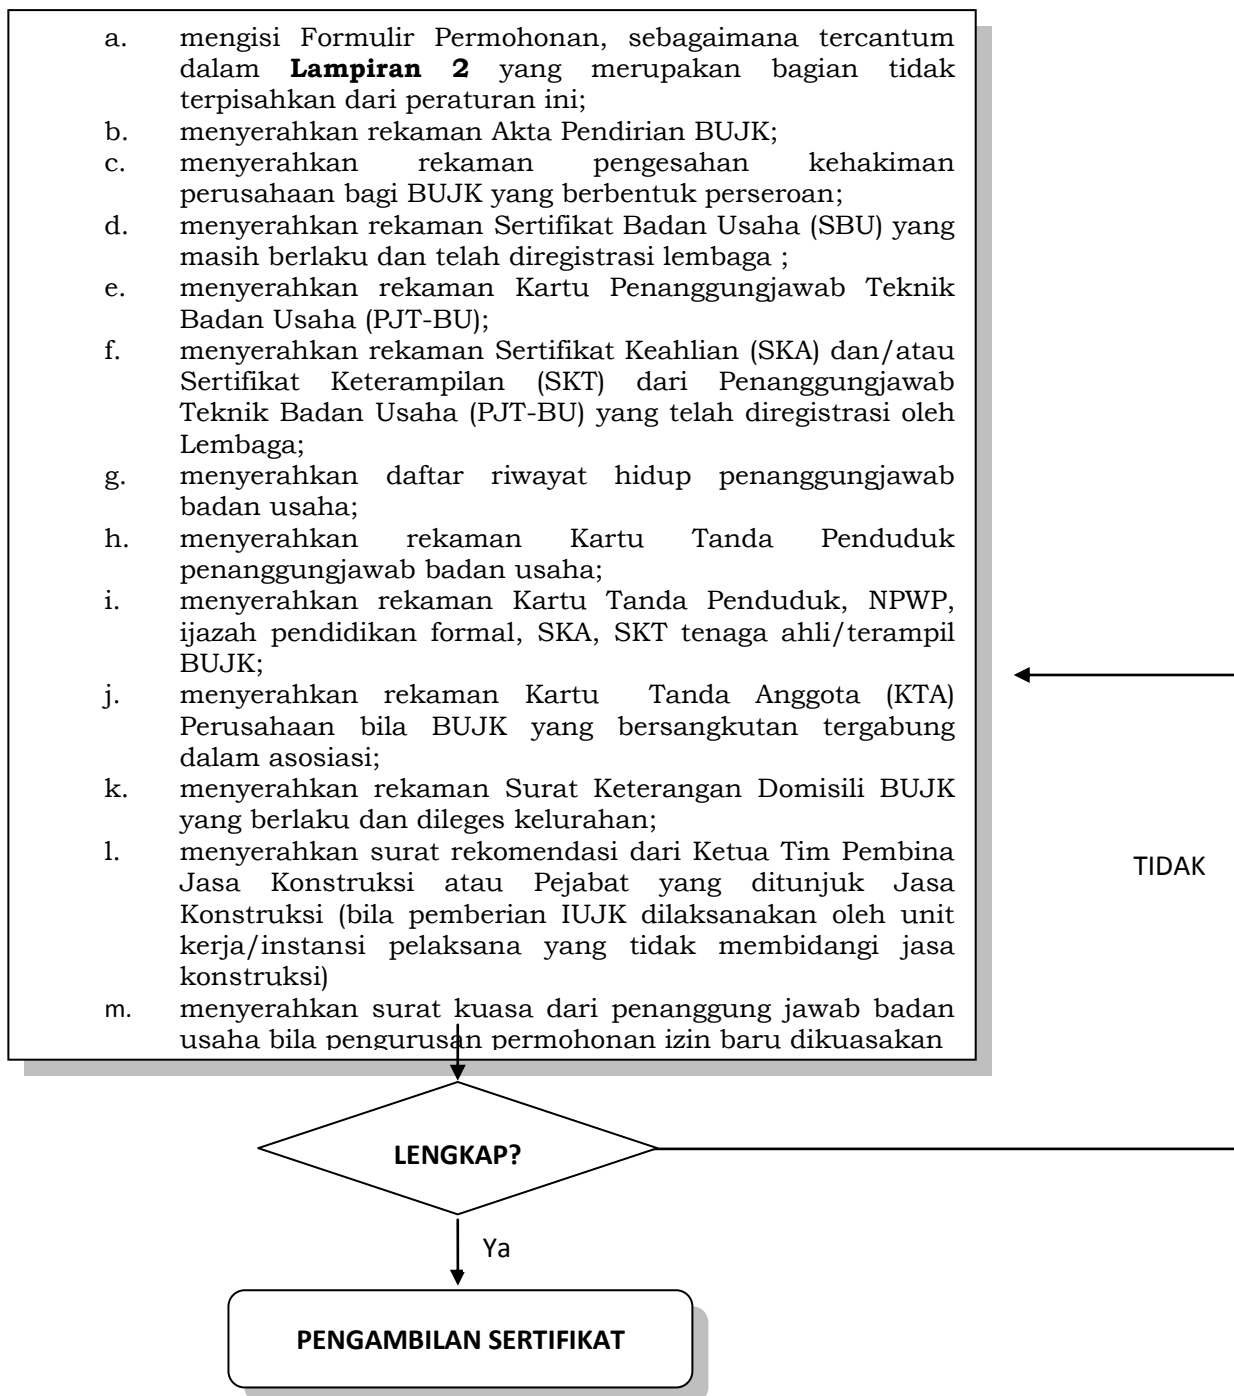 a. mengisi Formulir Permohonan, sebagaimana tercantum
dalam Lampiran 2 yang merupakan bagian tidak
terpisahkan dari peraturan ini;
b. menyerahkan rekaman Akta Pendirian BUJK;
c. menyerahkan rekaman pengesahan kehakiman
perusahaan bagi BUJK yang berbentuk perseroan;
d. menyerahkan rekaman Sertifikat Badan Usaha (SBU) yang
masih berlaku dan telah diregistrasi lembaga ;
e. menyerahkan rekaman Kartu Penanggungjawab Teknik
Badan Usaha (PJT-BU);
f. menyerahkan rekaman Sertifikat Keahlian (SKA) dan/atau
Sertifikat Keterampilan (SKT) dari Penanggungjawab
Teknik Badan Usaha (PJT-BU) yang telah diregistrasi oleh
Lembaga;
g. menyerahkan daftar riwayat hidup penanggungjawab
badan usaha;
h. menyerahkan rekaman Kartu Tanda Penduduk
penanggungjawab badan usaha;
i. menyerahkan rekaman Kartu Tanda Penduduk, NPWP,
ijazah pendidikan formal, SKA, SKT tenaga ahli/terampil
BUJK;
j. menyerahkan rekaman Kartu Tanda Anggota (KTA)
Perusahaan bila BUJK yang bersangkutan tergabung
dalam asosiasi;
k. menyerahkan rekaman Surat Keterangan Domisili BUJK
yang berlaku dan dileges kelurahan;
l. menyerahkan surat rekomendasi dari Ketua Tim Pembina
Jasa Konstruksi atau Pejabat yang ditunjuk Jasa
Konstruksi (bila pemberian IUJK dilaksanakan oleh unit
kerja/instansi pelaksana yang tidak membidangi jasa
konstruksi)
m. menyerahkan surat kuasa dari penanggung jawab badan
usaha bila pengurusan permohonan izin baru dikuasakan
TIDAK
LENGKAP?
Ya
PENGAMBILAN SERTIFIKAT